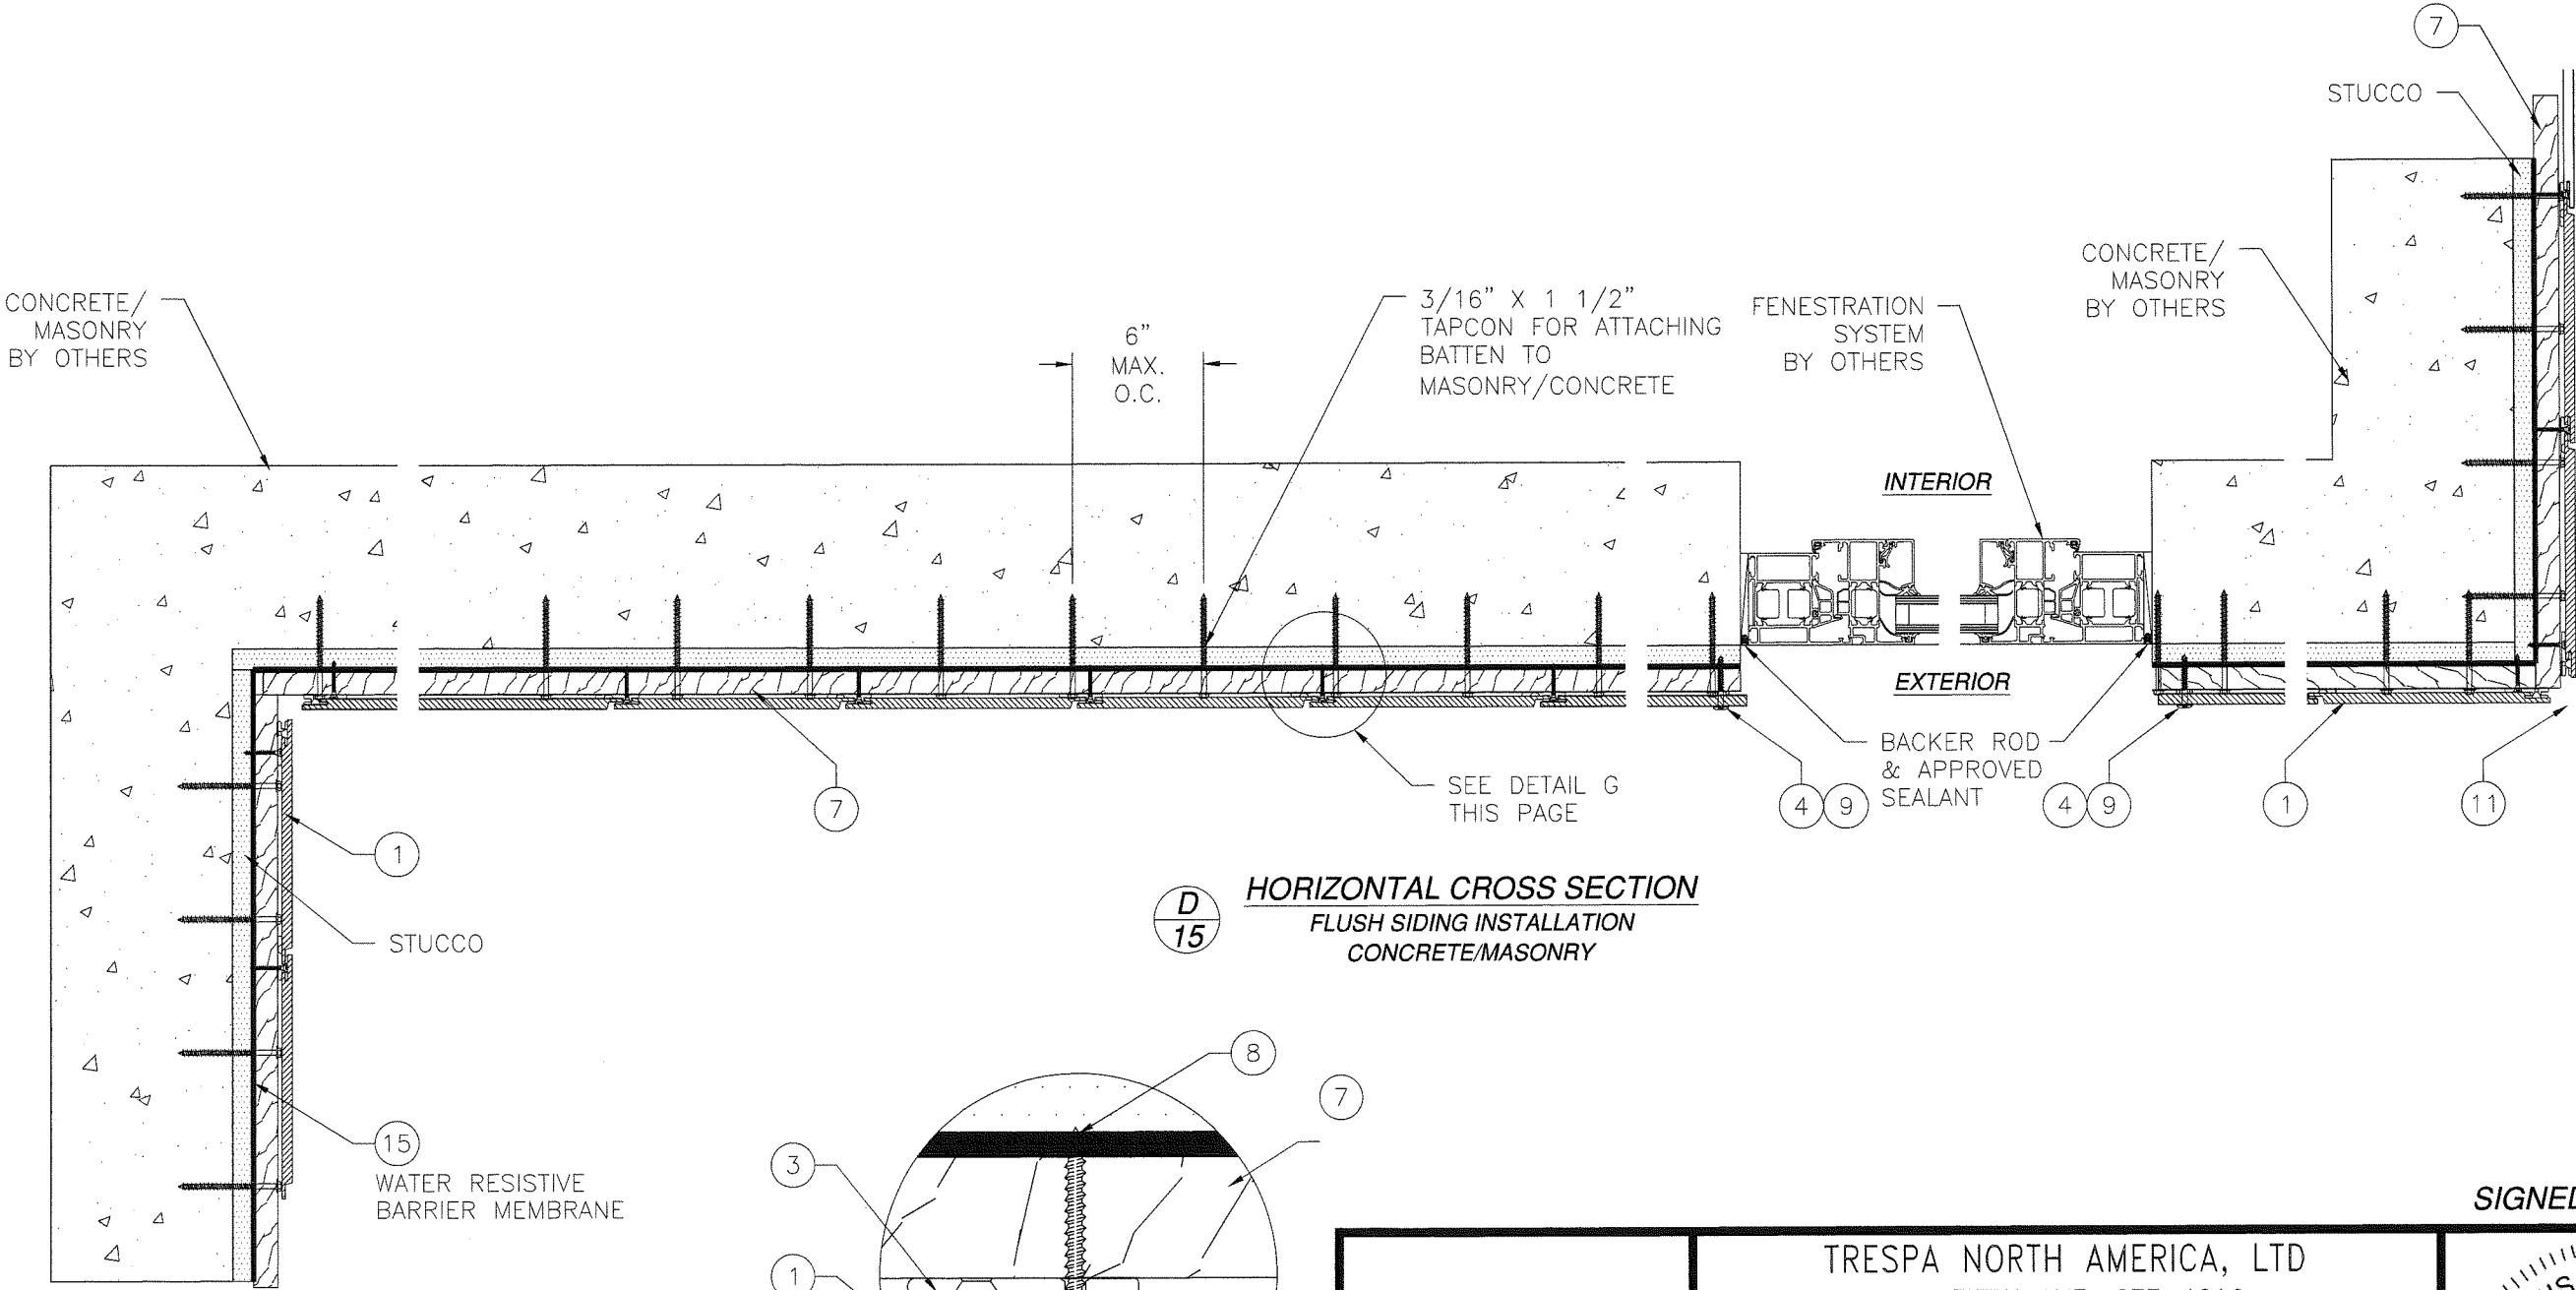 7
STUCCO
CONCRETE/
MASONRY
BY OTHERS
6"
MAX.
O.C.
3/16" X 1 1/2"
TAPCON FOR ATTACHING
BATTEN TO
MASONRY/CONCRETE
FENESTRATION
SYSTEM
BY OTHERS
CONCRETE/
MASONRY
BY OTHERS
INTERIOR
EXTERIOR
BACKER ROD
& APPROVED
SEALANT
SEE DETAIL G
THIS PAGE
7
4 9
4 9
1
11
1
STUCCO
D
15
HORIZONTAL CROSS SECTION
FLUSH SIDING INSTALLATION
CONCRETE/MASONRY
15
WATER RESISTIVE
BARRIER MEMBRANE
8
7
3
1
SIGNED
TRESPA NORTH AMERICA, LTD